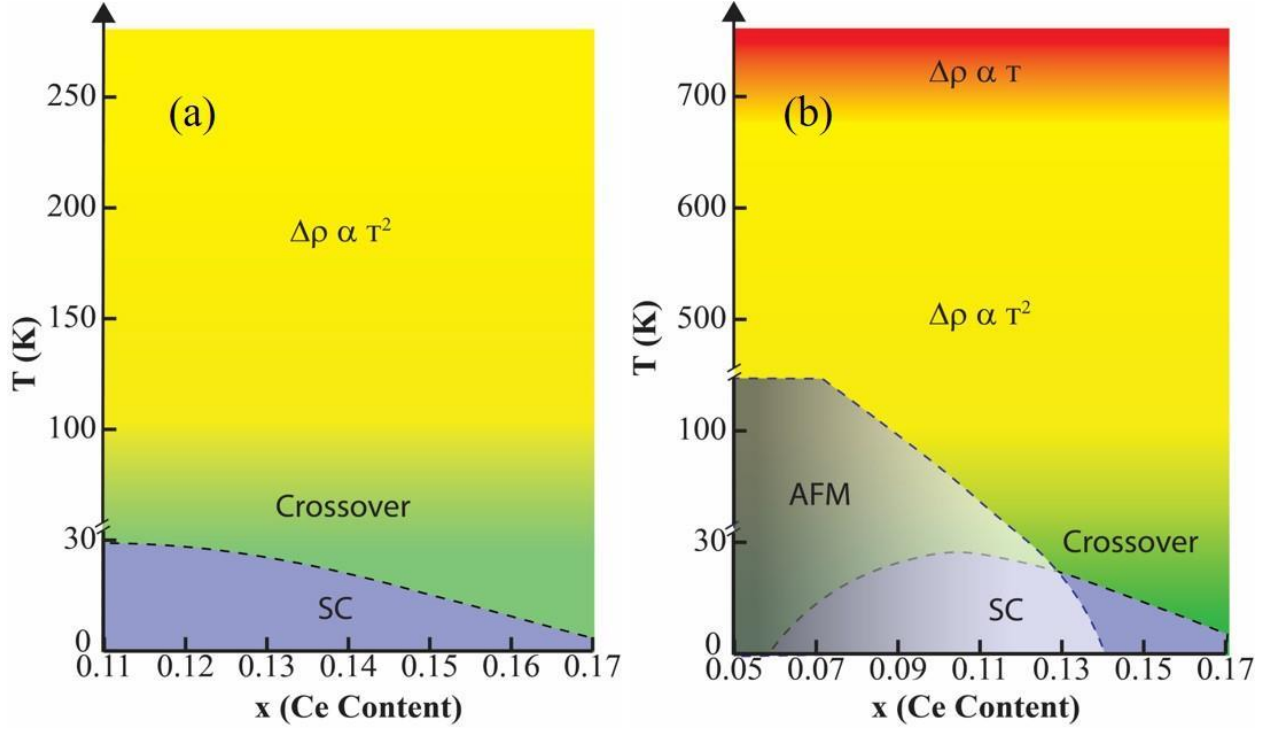 (a)
250
200
150
100
30
0
T (K)
Δρ α T²
Crossover
SC
0.11 0.12 0.13 0.14 0.15 0.16 0.17
x (Ce Content)
(b)
700
600
500
100
30
0
T (K)
Δρ α T
Δρ α T²
AFM
Crossover
SC
0.05 0.07 0.09 0.11 0.13 0.15 0.17
x (Ce Content)